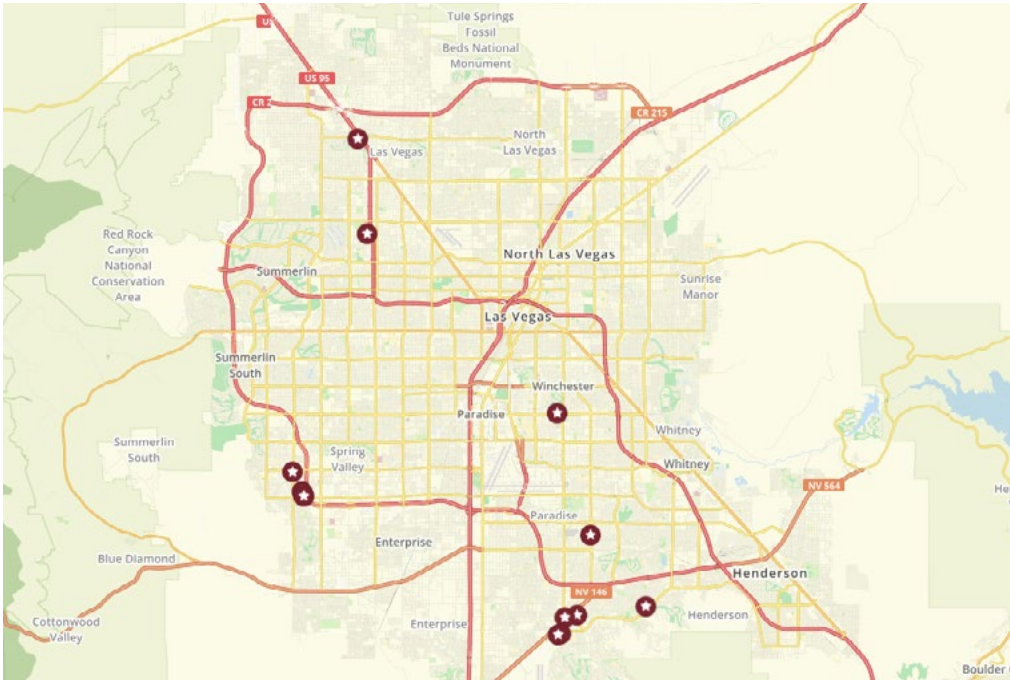 Tule Springs
Fossil
Beds National
Monument
US 95
CR 2
CR 215
Las Vegas
North
Las Vegas
Red Rock
Canyon
National
Conservation
Area
North Las Vegas
Summerlin
Sunrise
Manor
Las Vegas
Summerlin
South
Winchester
Paradise
Whitney
Summerlin
South
Spring
Valley
Whitney
NV 564
Paradise
Enterprise
Blue Diamond
Henderson
NV 146
Henderson
Cottonwood
Valley
Enterprise
Boulder